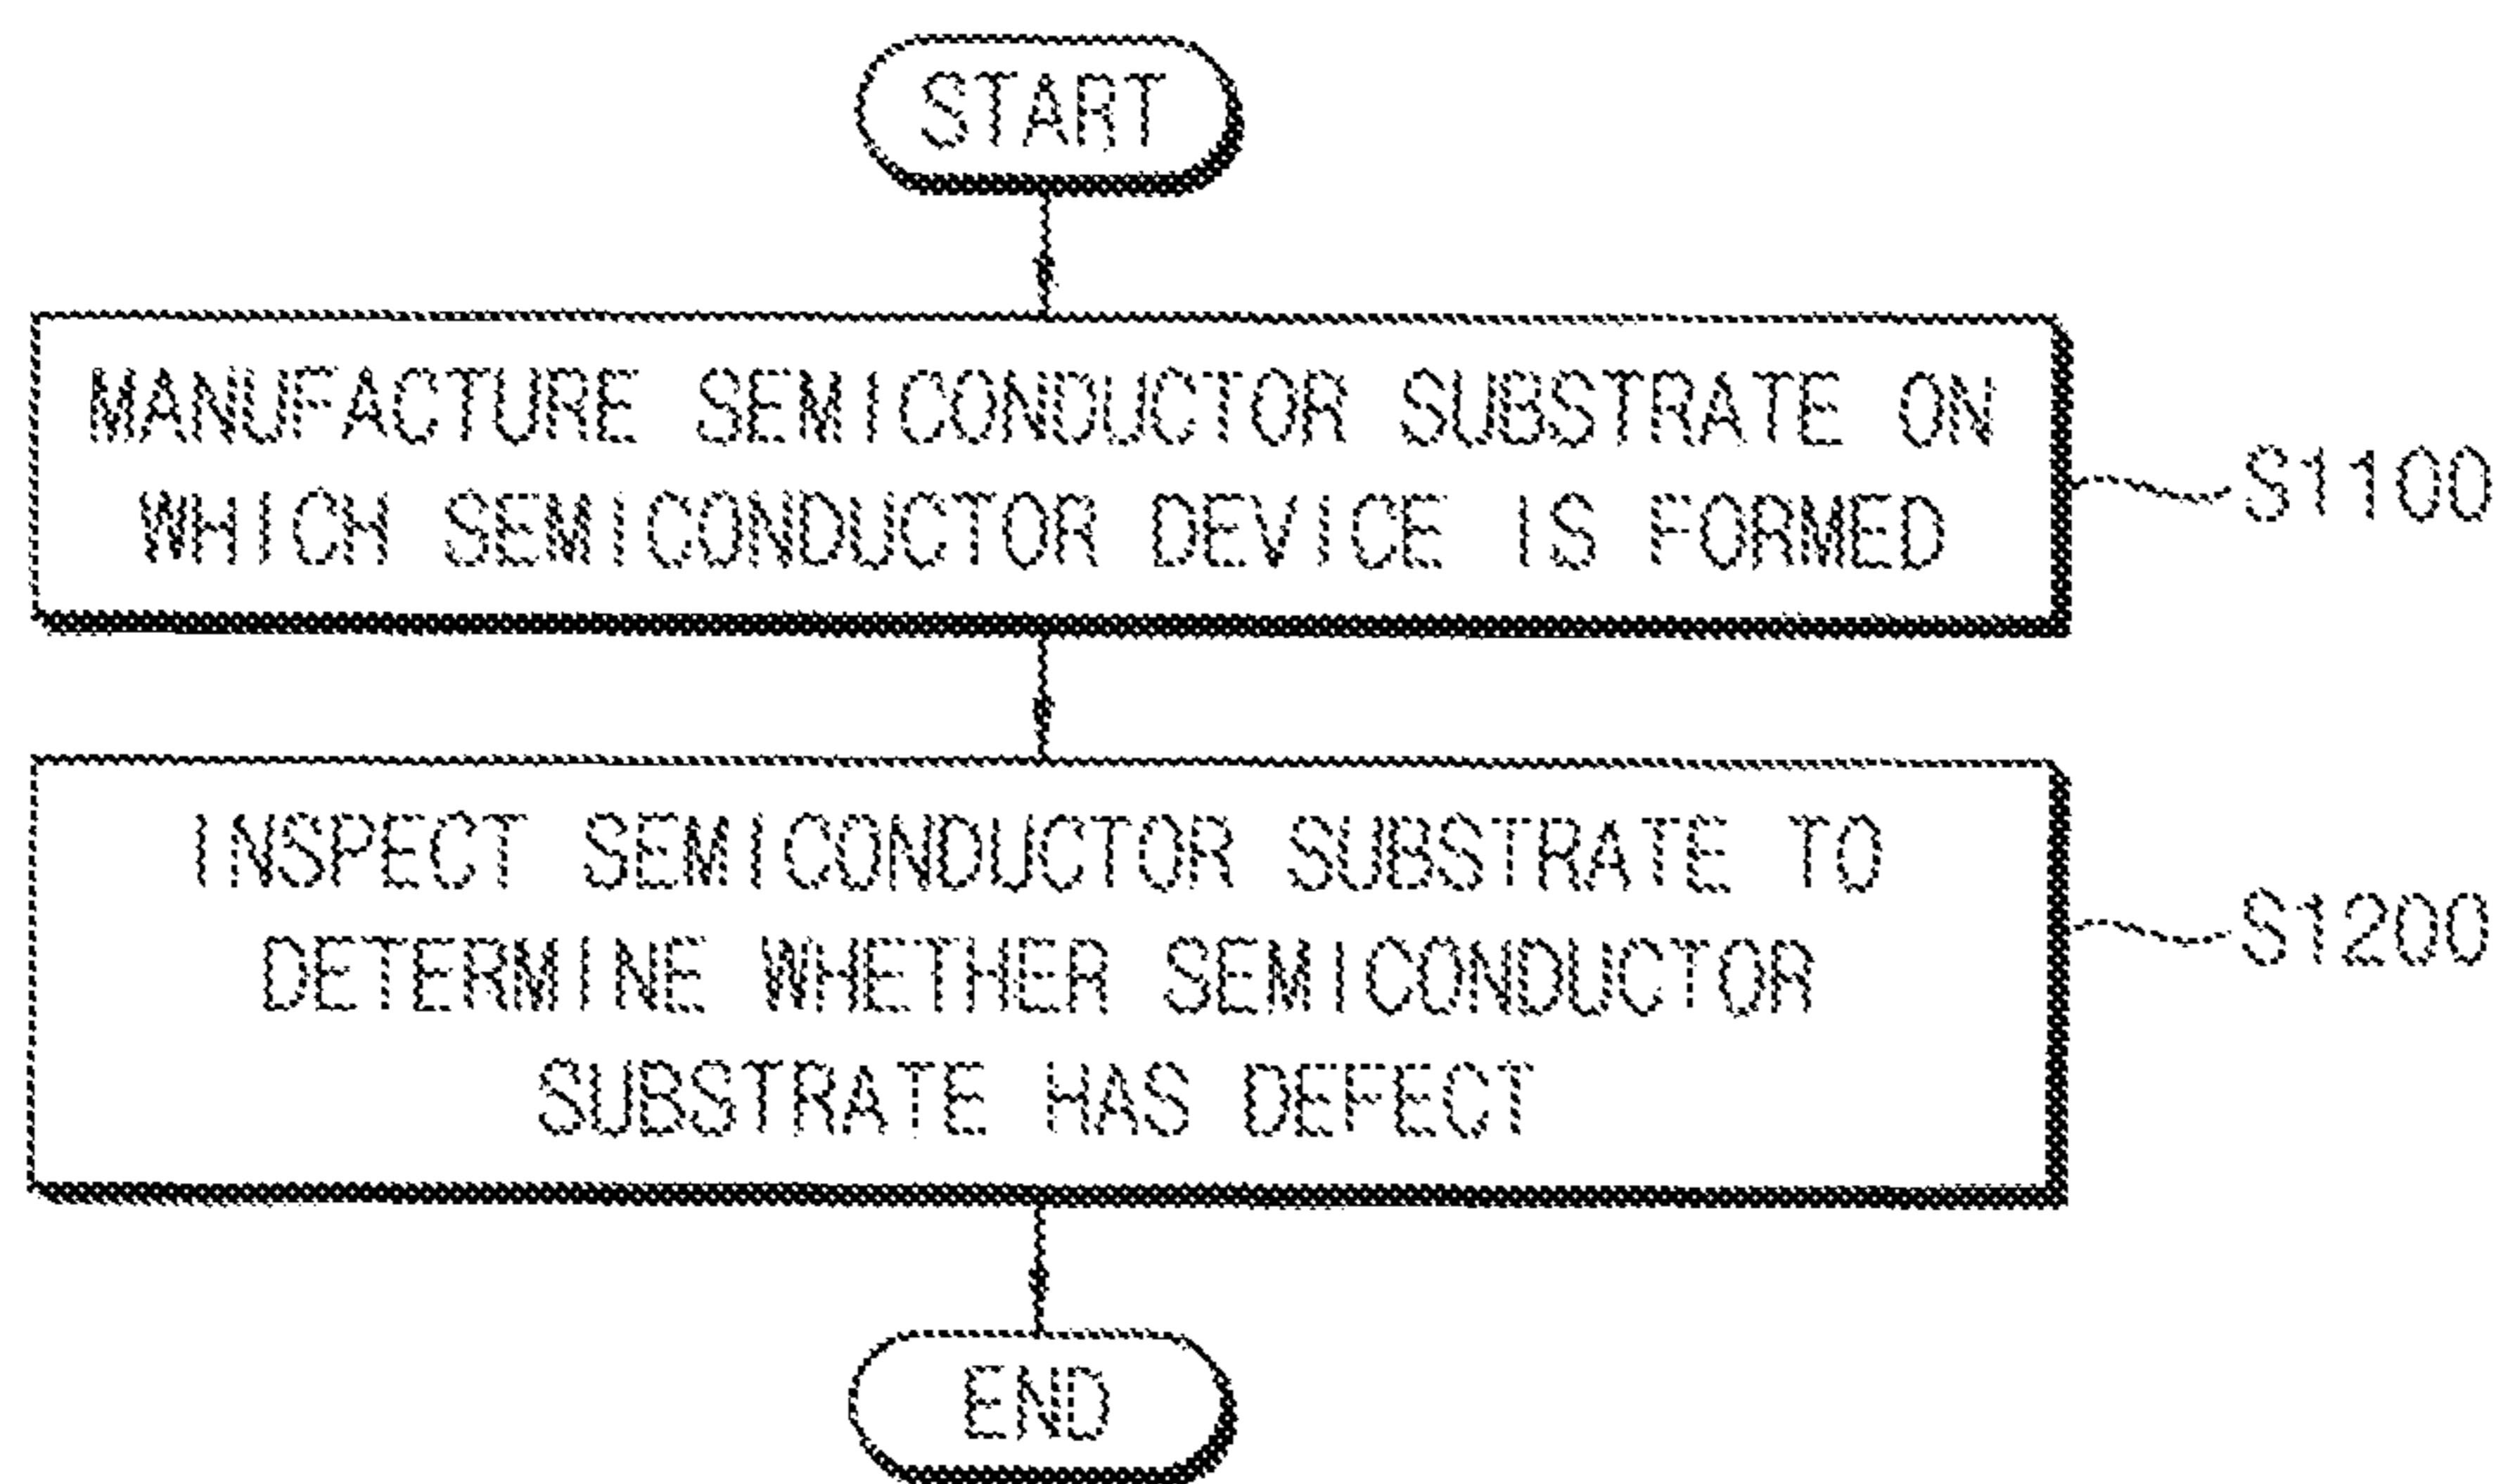 START
MANUFACTURE SEMICONDUCTOR SUBSTRATE ON
WHICH SEMICONDUCTOR DEVICE IS FORMED
S1100
INSPECT SEMICONDUCTOR SUBSTRATE TO
DETERMINE WHETHER SEMICONDUCTOR
SUBSTRATE HAS DEFECT
S1200
END